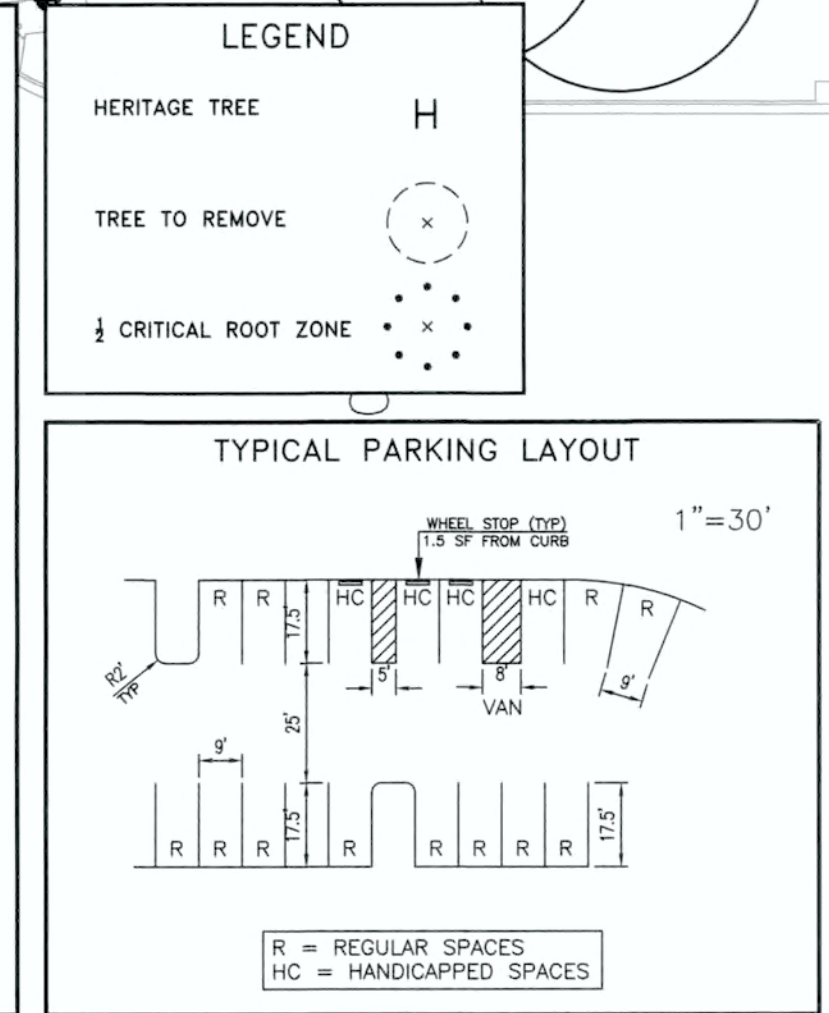 LEGEND
HERITAGE TREE H
TREE TO REMOVE
½ CRITICAL ROOT ZONE
TYPICAL PARKING LAYOUT
1"=30'
WHEEL STOP (TYP)
1.5 SF FROM CURB
R R HC HC HC HC R R
17.5'
R2'
TYP
5' 8' 9'
VAN
25'
9'
17.5' 17.5'
R R R R R R R R
R = REGULAR SPACES
HC = HANDICAPPED SPACES